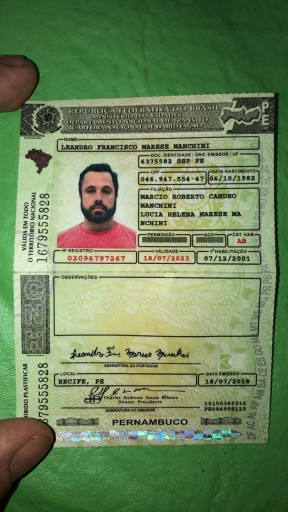 REPÚBLICA FEDERATIVA DO BRASIL
MINISTÉRIO DAS CIDADES
DEPARTAMENTO NACIONAL DE TRÂNSITO
CARTEIRA NACIONAL DE HABILITAÇÃO
PE
NOME
LEANDRO FRANCISCO MARESE MANCHINI
DOC. IDENTIDADE / ÓRG. EMISSOR / UF
6375582 SSP PE
CPF
DATA NASCIMENTO
046.947.554-47
06/10/1982
FILIAÇÃO
MARCIO ROBERTO CANDEO
MANCHINI
LUCIA HELENA MARESE MA
NCHINI
PERMISSÃO
ACC
CAT. HAB.
AB
Nº REGISTRO
VALIDADE
1ª HABILITAÇÃO
02096797267
18/07/2023
07/12/2001
VÁLIDA EM TODO
O TERRITÓRIO NACIONAL
1679555828
OBSERVAÇÕES
ASSINATURA DO PORTADOR
LOCAL
DATA EMISSÃO
RECIFE, PE
18/07/2018
Charles Andrews Sousa Ribeiro
Diretor Presidente
ASSINATURA DO EMISSOR
PERNAMBUCO
PLASTIFICAR
1679555828